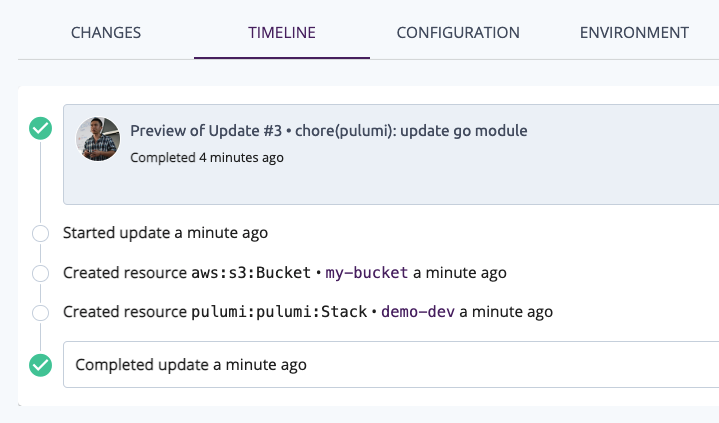 CHANGES TIMELINE CONFIGURATION ENVIRONMENT
Preview of Update #3 • chore(pulumi): update go module
Completed 4 minutes ago
Started update a minute ago
Created resource aws:s3:Bucket • my-bucket a minute ago
Created resource pulumi:pulumi:Stack • demo-dev a minute ago
Completed update a minute ago